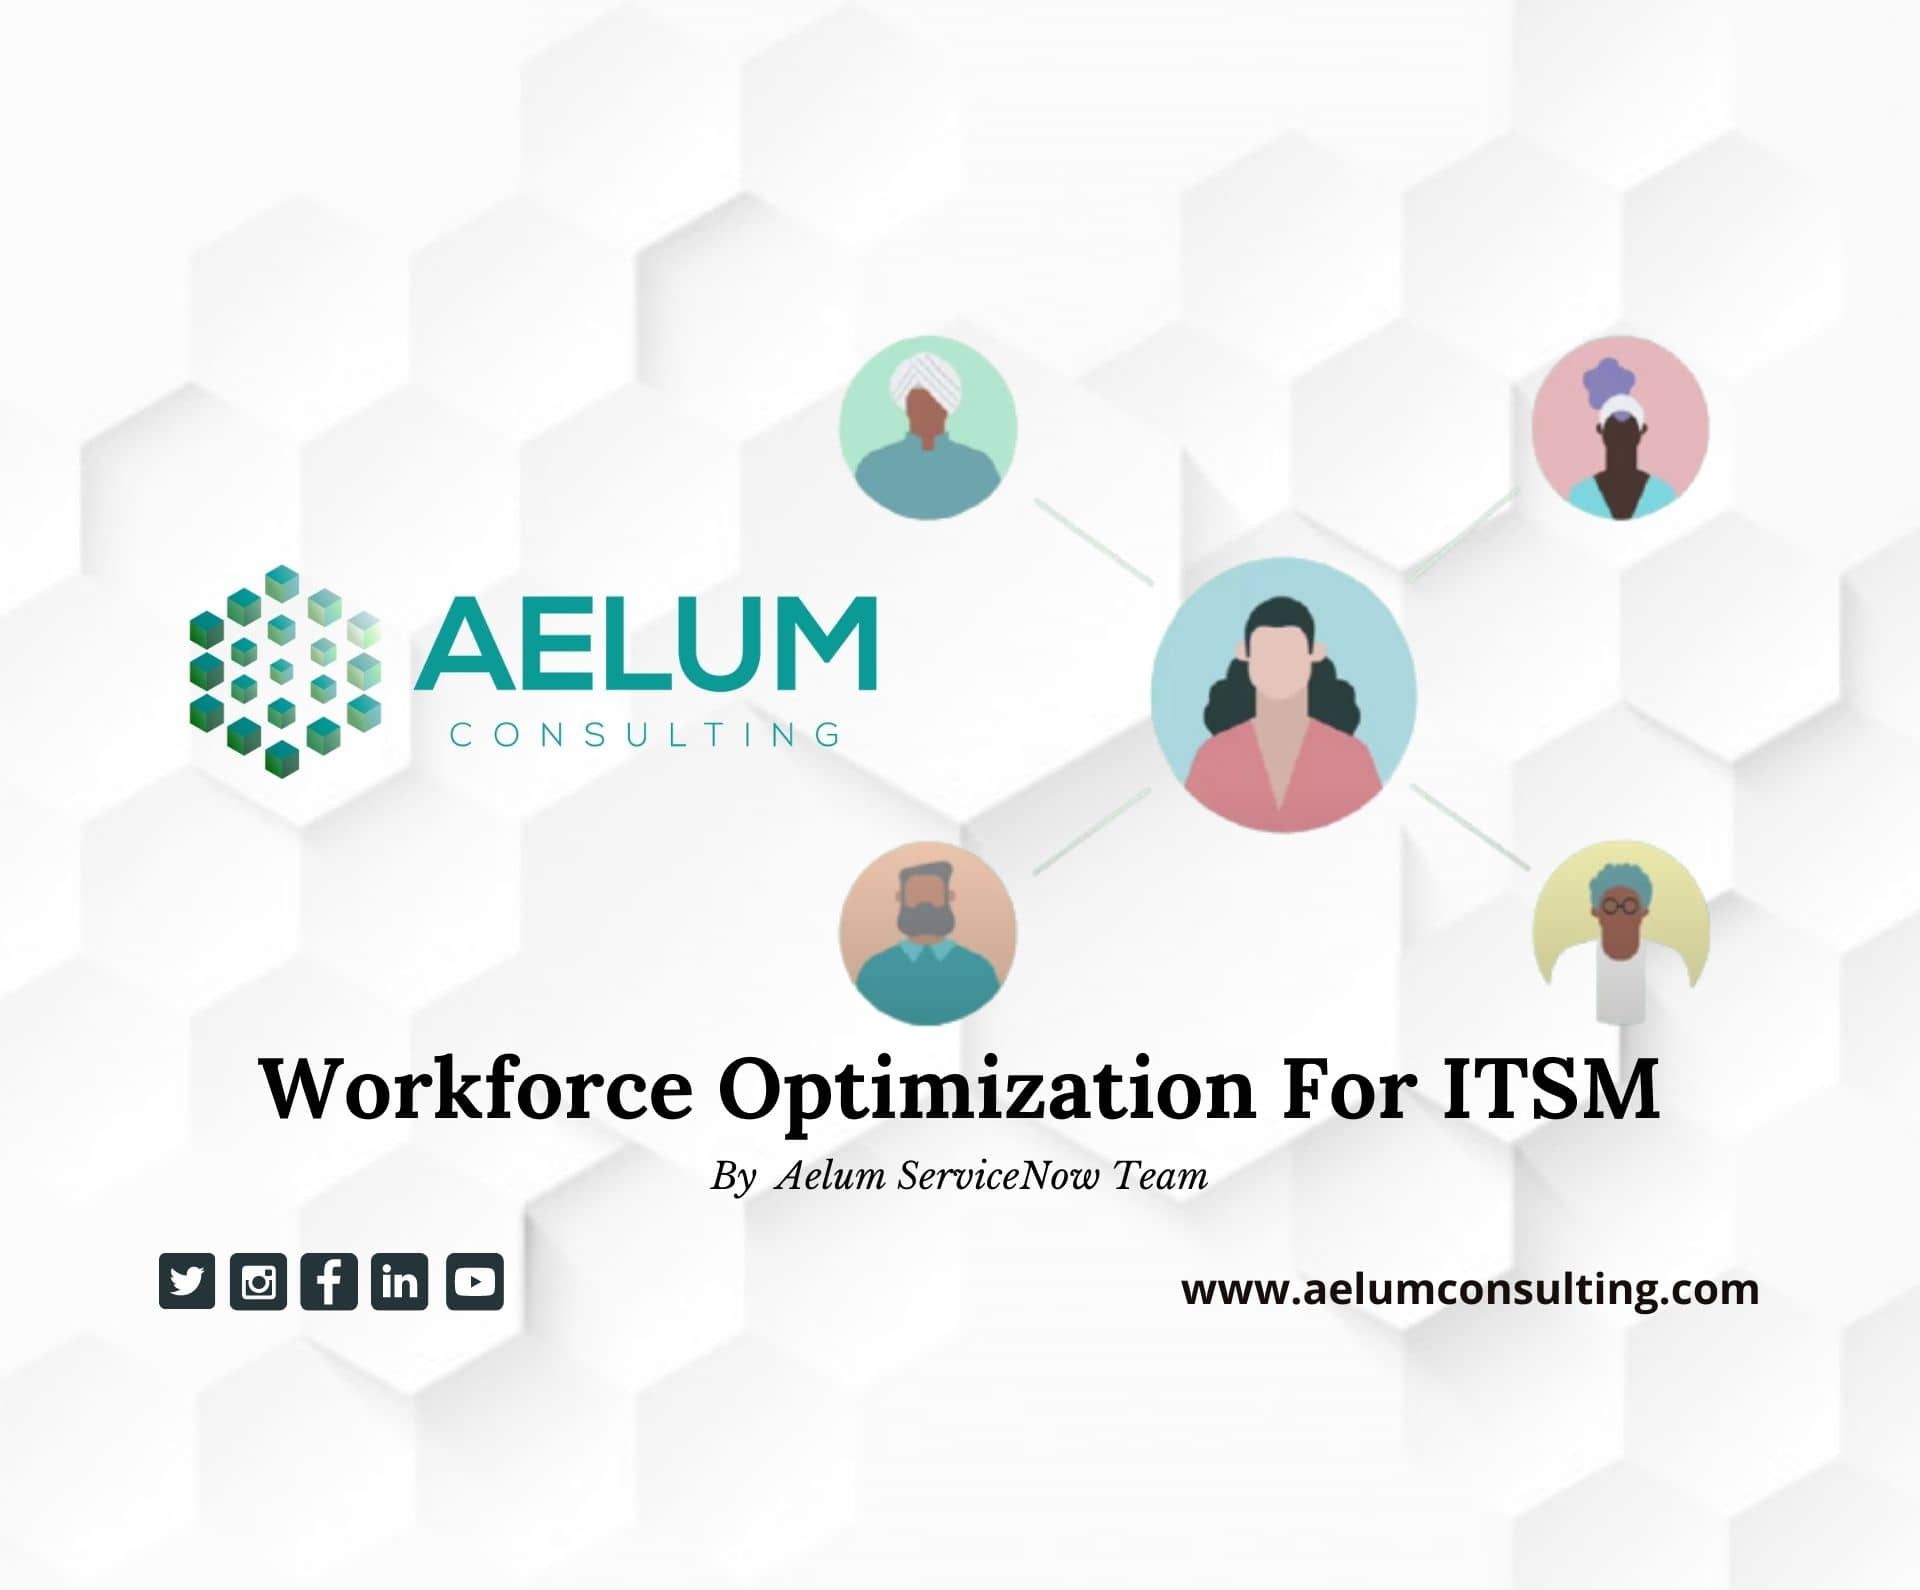 AELUM
CONSULTING
Workforce Optimization For ITSM
By Aelum ServiceNow Team
www.aelumconsulting.com